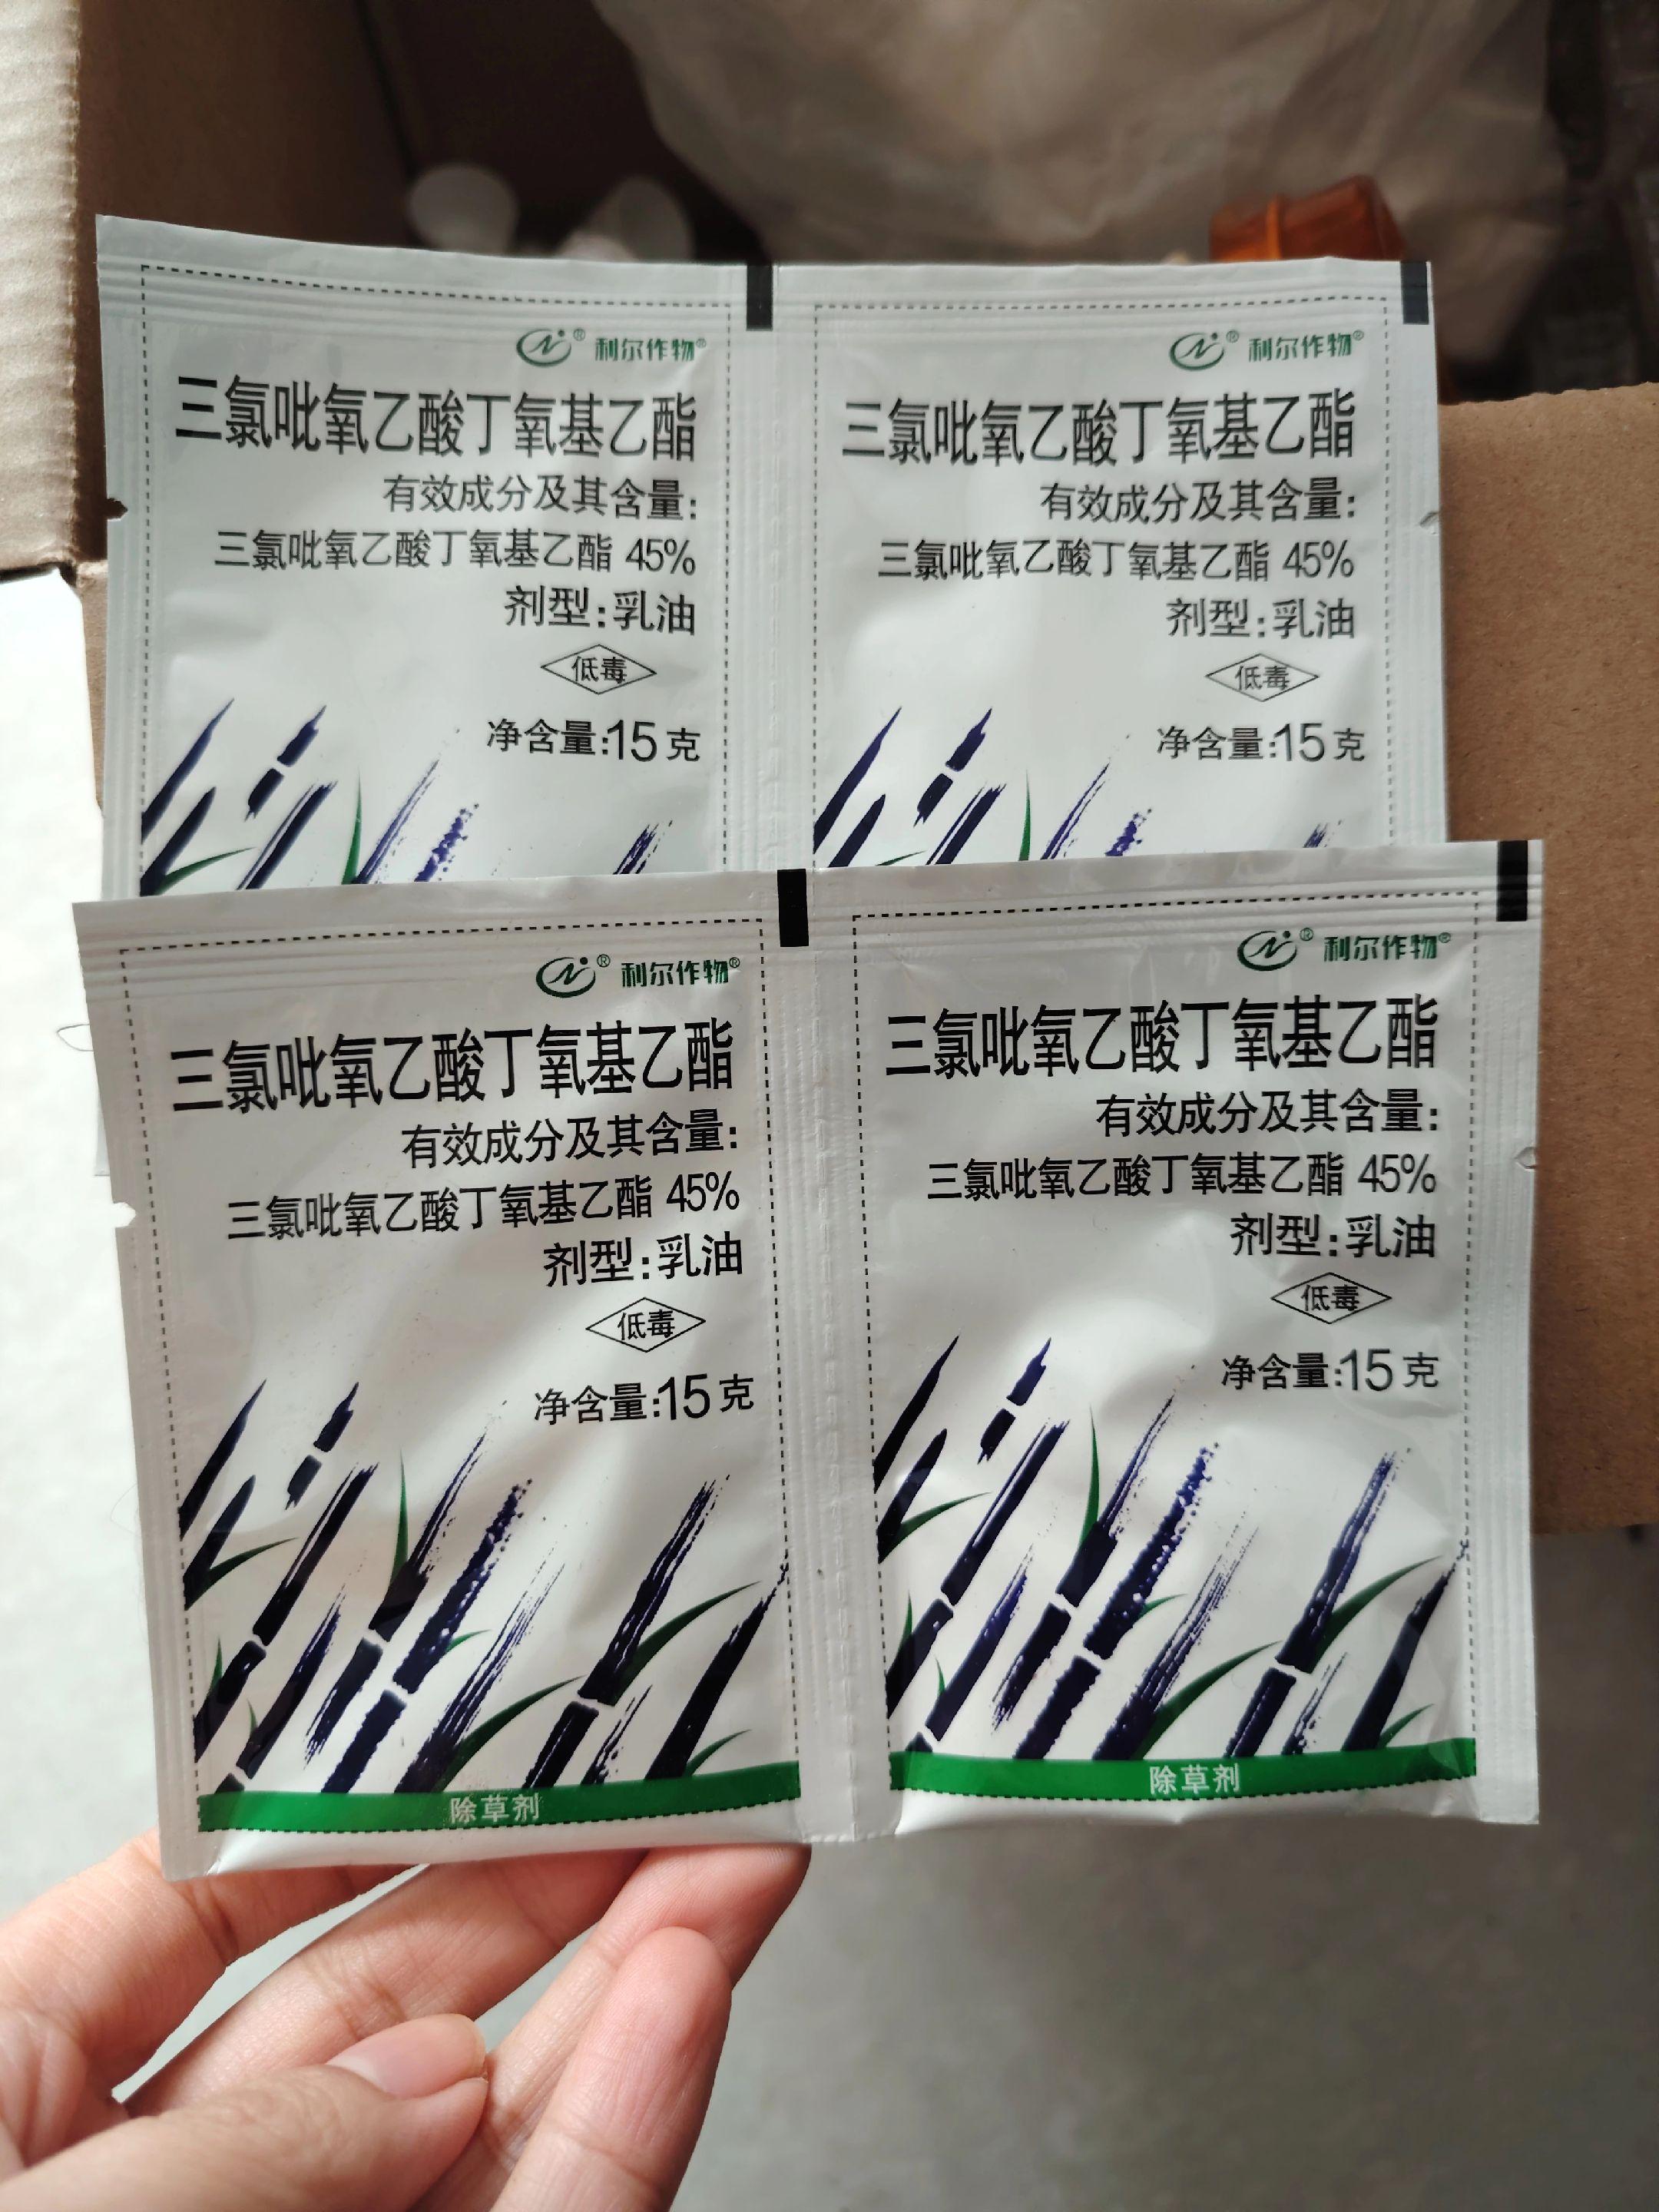 利尔作物®
三氯吡氧乙酸丁氧基乙酯
有效成分及其含量:
三氯吡氧乙酸丁氧基乙酯 45%
剂型:乳油
低毒
净含量:15克
利尔作物®
三氯吡氧乙酸丁氧基乙酯
有效成分及其含量:
三氯吡氧乙酸丁氧基乙酯 45%
剂型:乳油
低毒
净含量:15克
利尔作物®
三氯吡氧乙酸丁氧基乙酯
有效成分及其含量:
三氯吡氧乙酸丁氧基乙酯 45%
剂型:乳油
低毒
净含量:15克
除草剂
利尔作物®
三氯吡氧乙酸丁氧基乙酯
有效成分及其含量:
三氯吡氧乙酸丁氧基乙酯 45%
剂型:乳油
低毒
净含量:15克
除草剂